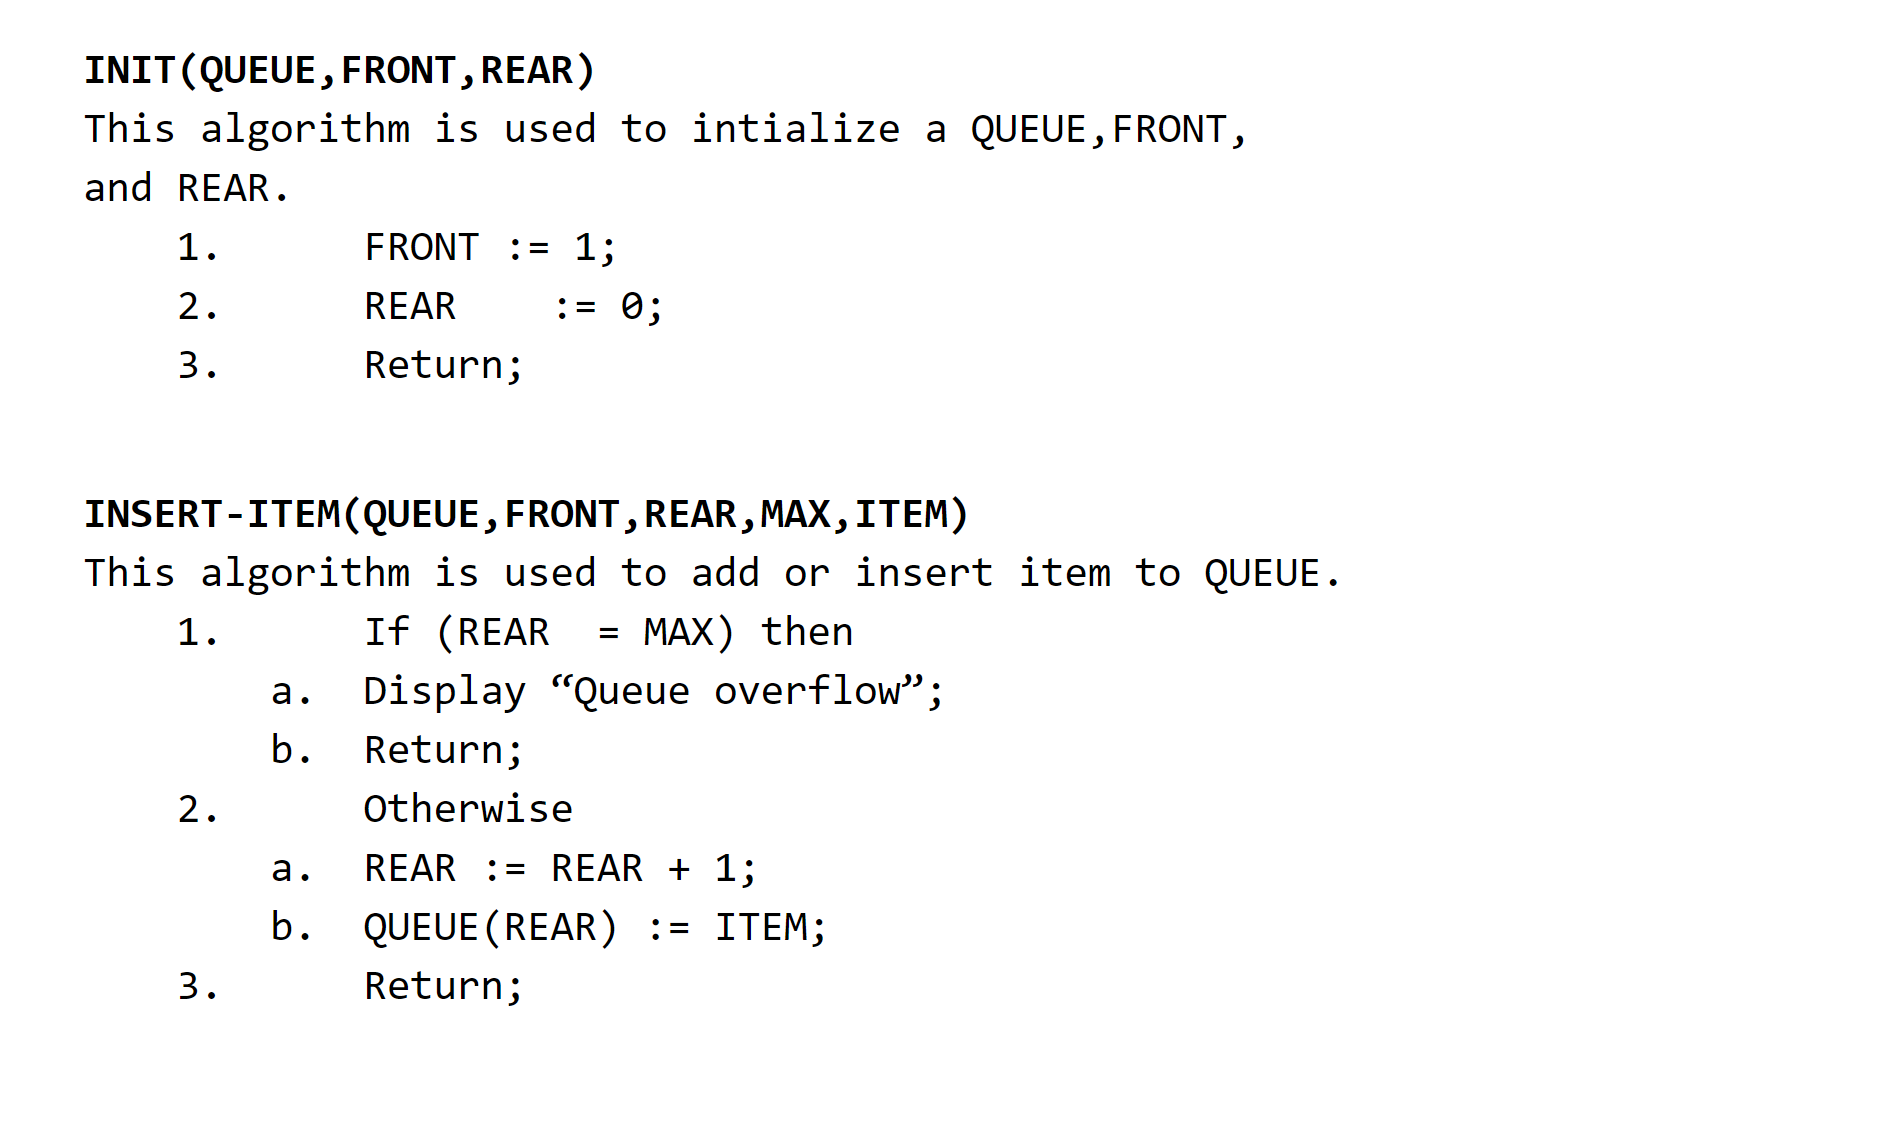 INIT(QUEUE,FRONT,REAR)
This algorithm is used to intialize a QUEUE,FRONT,
and REAR.
1. FRONT := 1;
2. REAR := 0;
3. Return;
INSERT-ITEM(QUEUE,FRONT,REAR,MAX,ITEM)
This algorithm is used to add or insert item to QUEUE.
1. If (REAR = MAX) then
a. Display “Queue overflow”;
b. Return;
2. Otherwise
a. REAR := REAR + 1;
b. QUEUE(REAR) := ITEM;
3. Return;